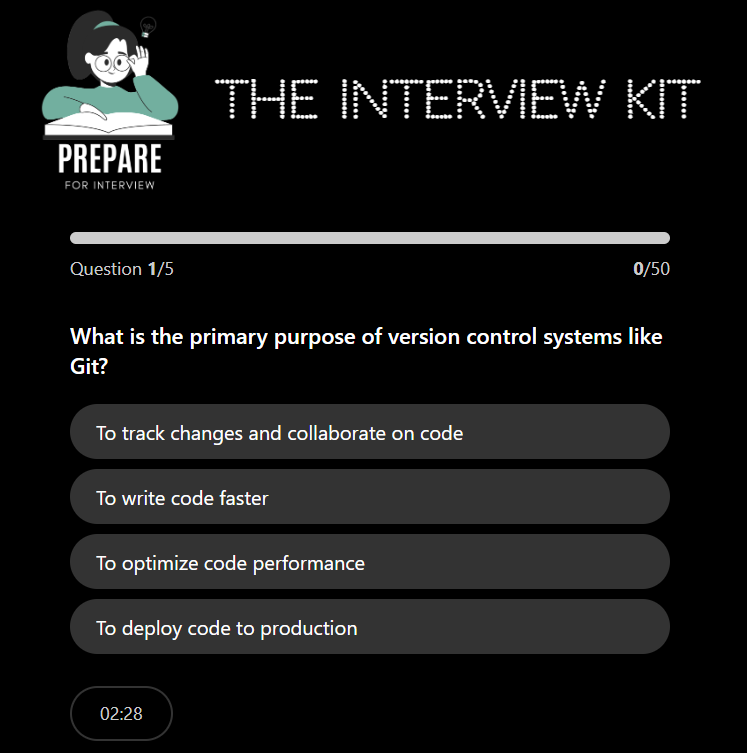 THE INTERVIEW KIT
PREPARE
FOR INTERVIEW
Question 1/5
0/50
What is the primary purpose of version control systems like
Git?
To track changes and collaborate on code
To write code faster
To optimize code performance
To deploy code to production
02:28